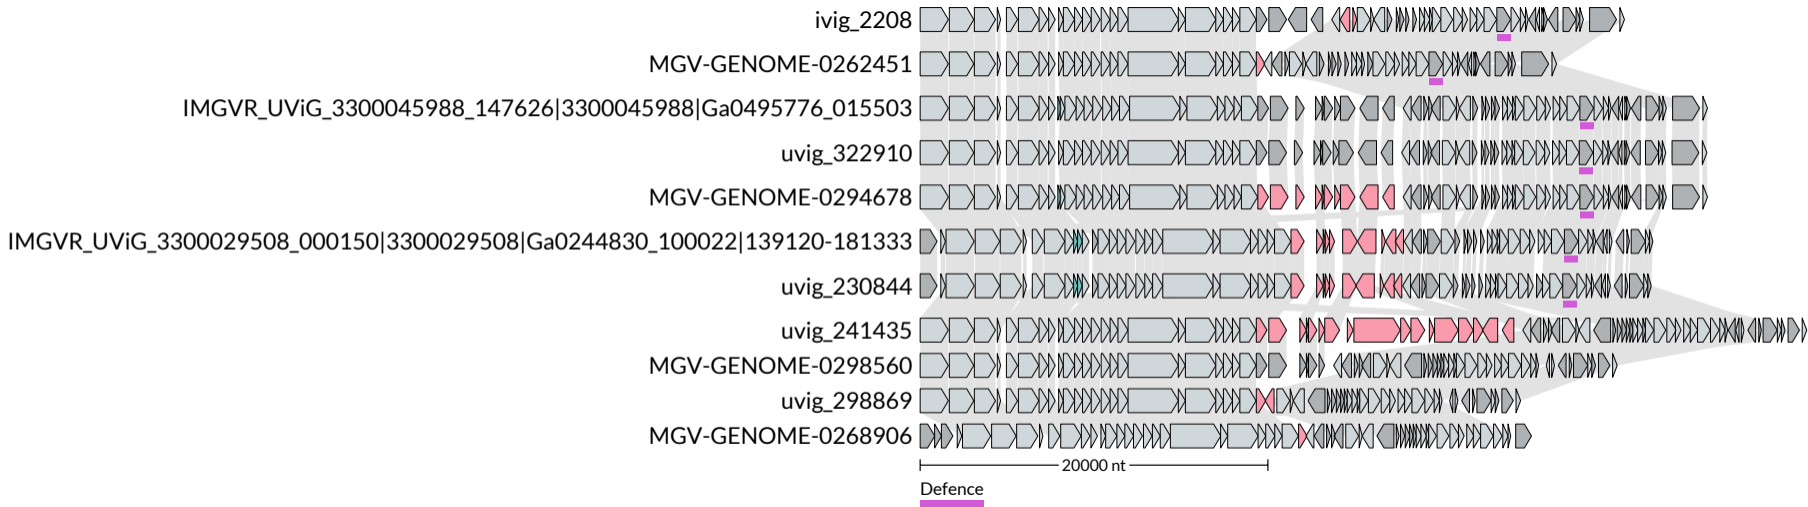 ivig_2208
MGV-GENOME-0262451
IMGVR_UViG_3300045988_147626|3300045988|Ga0495776_015503
uvig_322910
MGV-GENOME-0294678
IMGVR_UViG_3300029508_000150|3300029508|Ga0244830_100022|139120-181333
uvig_230844
uvig_241435
MGV-GENOME-0298560
uvig_298869
MGV-GENOME-0268906
20000 nt
Defence